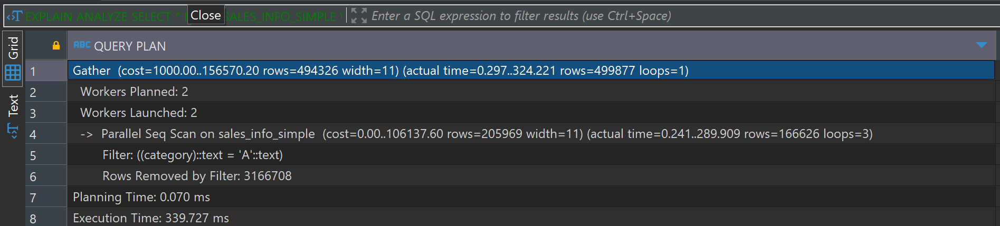 EXPLAIN ANALYZE SELECT * Close SALES_INFO_SIMPLE Enter a SQL expression to filter results (use Ctrl+Space)
Grid
Text
ABC QUERY PLAN
1 Gather (cost=1000.00..156570.20 rows=494326 width=11) (actual time=0.297..324.221 rows=499877 loops=1)
2 Workers Planned: 2
3 Workers Launched: 2
4 -> Parallel Seq Scan on sales_info_simple (cost=0.00..106137.60 rows=205969 width=11) (actual time=0.241..289.909 rows=166626 loops=3)
5 Filter: ((category)::text = 'A'::text)
6 Rows Removed by Filter: 3166708
7 Planning Time: 0.070 ms
8 Execution Time: 339.727 ms